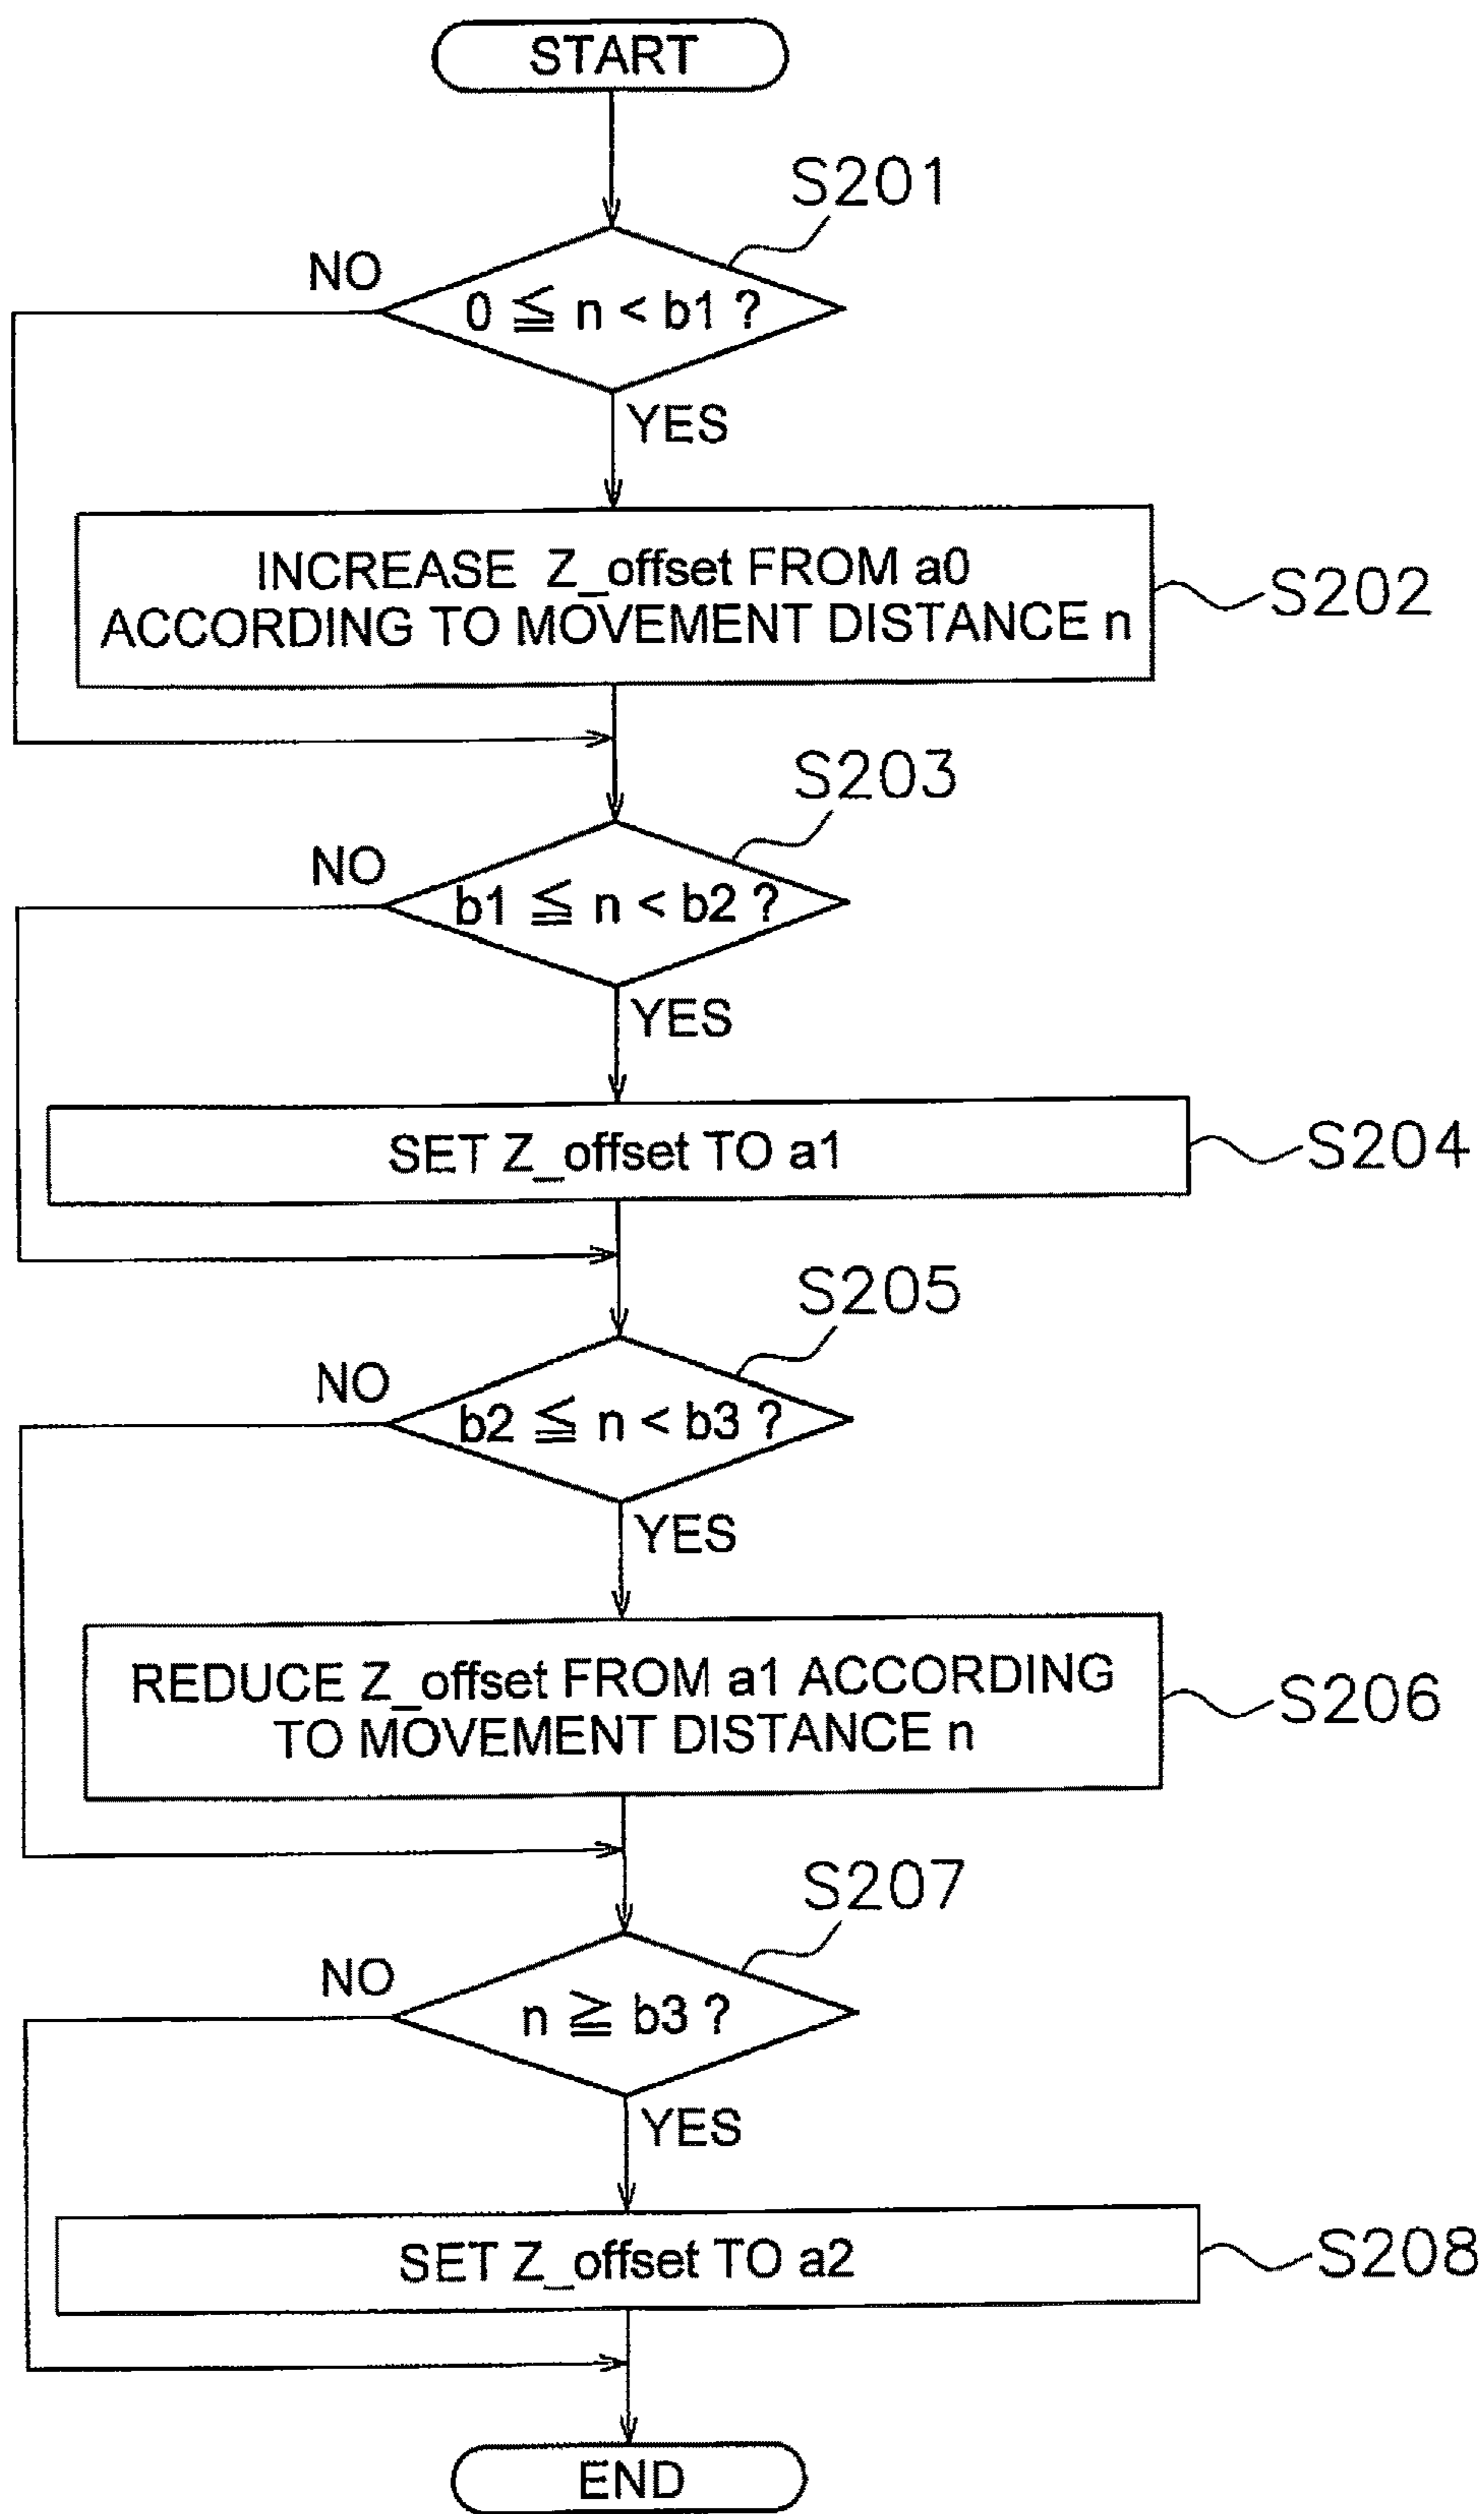 START
S201
NO
0 ≦ n < b1 ?
YES
INCREASE Z_offset FROM a0
ACCORDING TO MOVEMENT DISTANCE n
S202
S203
NO
b1 ≦ n < b2 ?
YES
SET Z_offset TO a1
S204
S205
NO
b2 ≦ n < b3 ?
YES
REDUCE Z_offset FROM a1 ACCORDING
TO MOVEMENT DISTANCE n
S206
S207
NO
n ≧ b3 ?
YES
SET Z_offset TO a2
S208
END